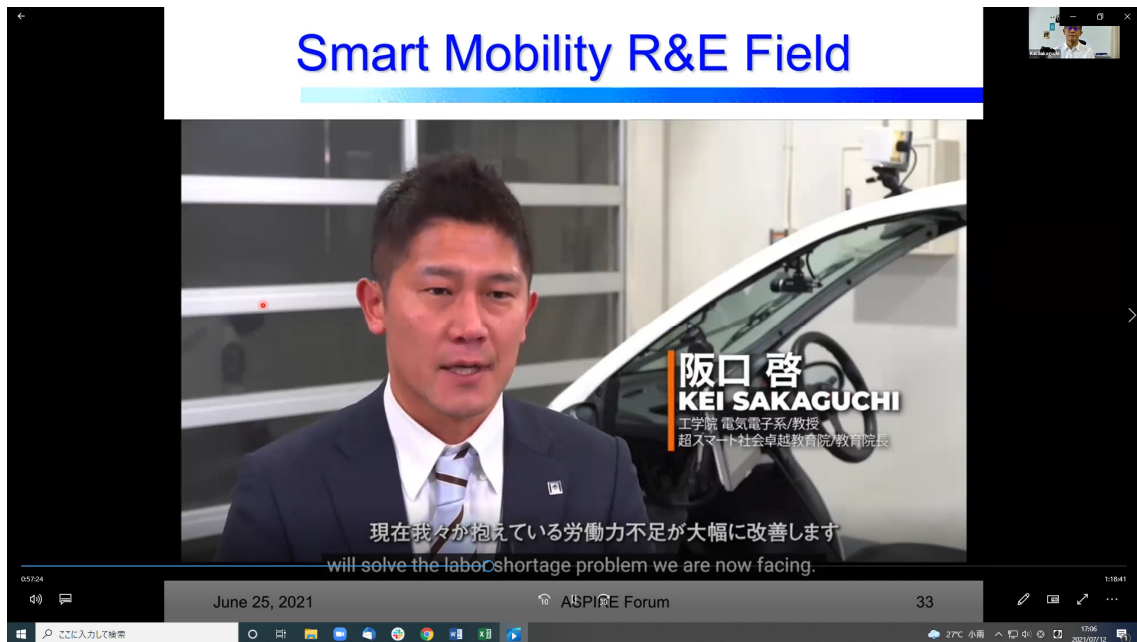 Smart Mobility R&E Field
Kei Sakaguchi
阪口 啓
KEI SAKAGUCHI
工学院 電気電子系/教授
超スマート社会卓越教育院/教育院長
現在我々が抱えている労働力不足が大幅に改善します
will solve the labor shortage problem we are now facing.
0:57:24
1:16:41
10
30
June 25, 2021
ASPIRE Forum
33
ここに入力して検索
27°C 小雨
17:06
2021/07/12